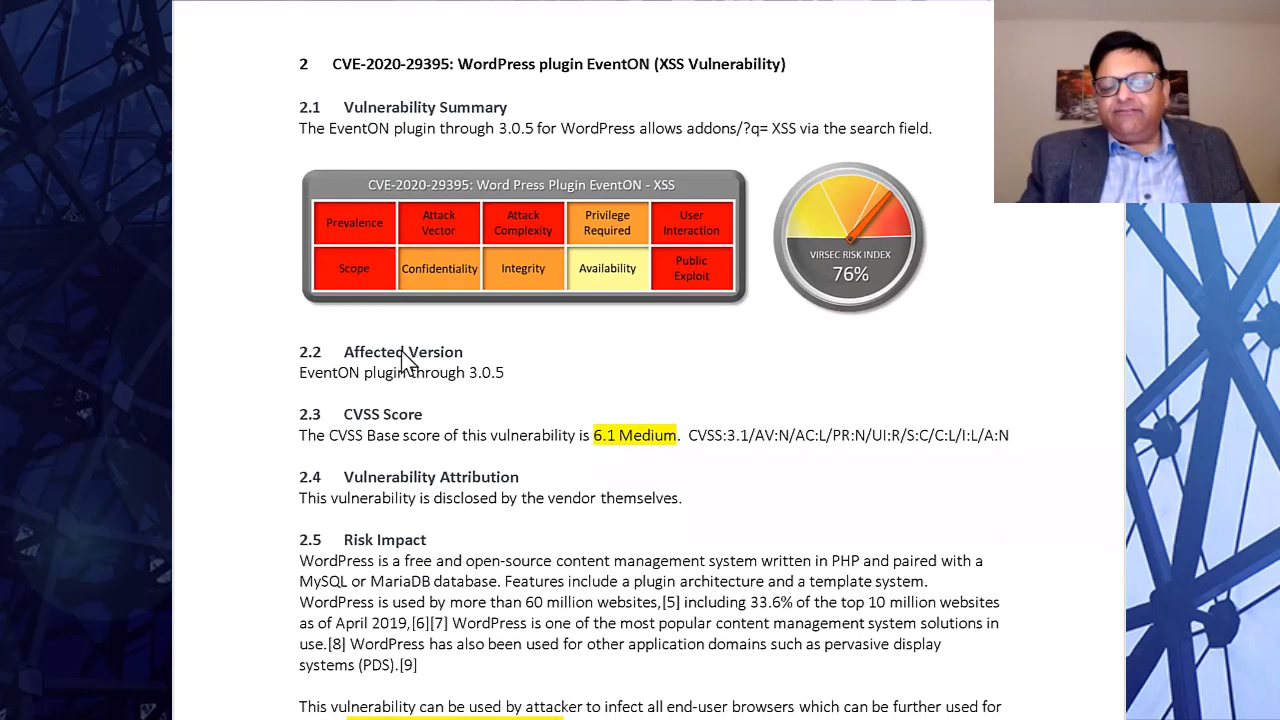 2 CVE-2020-29395: WordPress plugin EventON (XSS Vulnerability)
2.1 Vulnerability Summary
The EventON plugin through 3.0.5 for WordPress allows addons/?q= XSS via the search field.
CVE-2020-29395: Word Press Plugin EventON - XSS
Prevalence
Attack Vector
Attack Complexity
Privilege Required
User Interaction
Scope
Confidentiality
Integrity
Availability
Public Exploit
VIRSEC RISK INDEX
76%
2.2 Affected Version
EventON plugin through 3.0.5
2.3 CVSS Score
The CVSS Base score of this vulnerability is 6.1 Medium. CVSS:3.1/AV:N/AC:L/PR:N/UI:R/S:C/C:L/I:L/A:N
2.4 Vulnerability Attribution
This vulnerability is disclosed by the vendor themselves.
2.5 Risk Impact
WordPress is a free and open-source content management system written in PHP and paired with a
MySQL or MariaDB database. Features include a plugin architecture and a template system.
WordPress is used by more than 60 million websites,[5] including 33.6% of the top 10 million websites
as of April 2019,[6][7] WordPress is one of the most popular content management system solutions in
use.[8] WordPress has also been used for other application domains such as pervasive display
systems (PDS).[9]
This vulnerability can be used by attacker to infect all end-user browsers which can be further used for